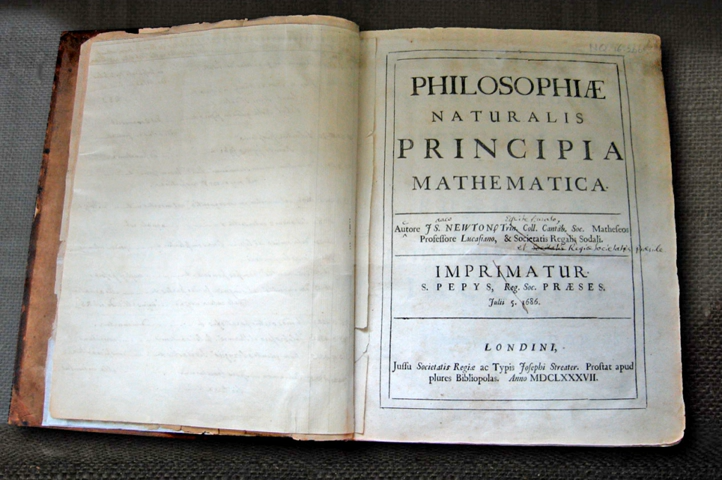 PHILOSOPHIÆ
NATURALIS
PRINCIPIA
MATHEMATICA.
Autore JS. NEWTON, Trin. Coll. Cantab. Soc. Matheseos
Professore Lucasiano, & Societatis Regalis Sodali.
IMPRIMATUR.
S. PEPYS, Reg. Soc. PRÆSES.
Julii 5. 1686.
LONDINI,
Jussu Societatis Regiæ ac Typis Josephi Streater. Prostat apud
plures Bibliopolas. Anno MDCLXXXVII.